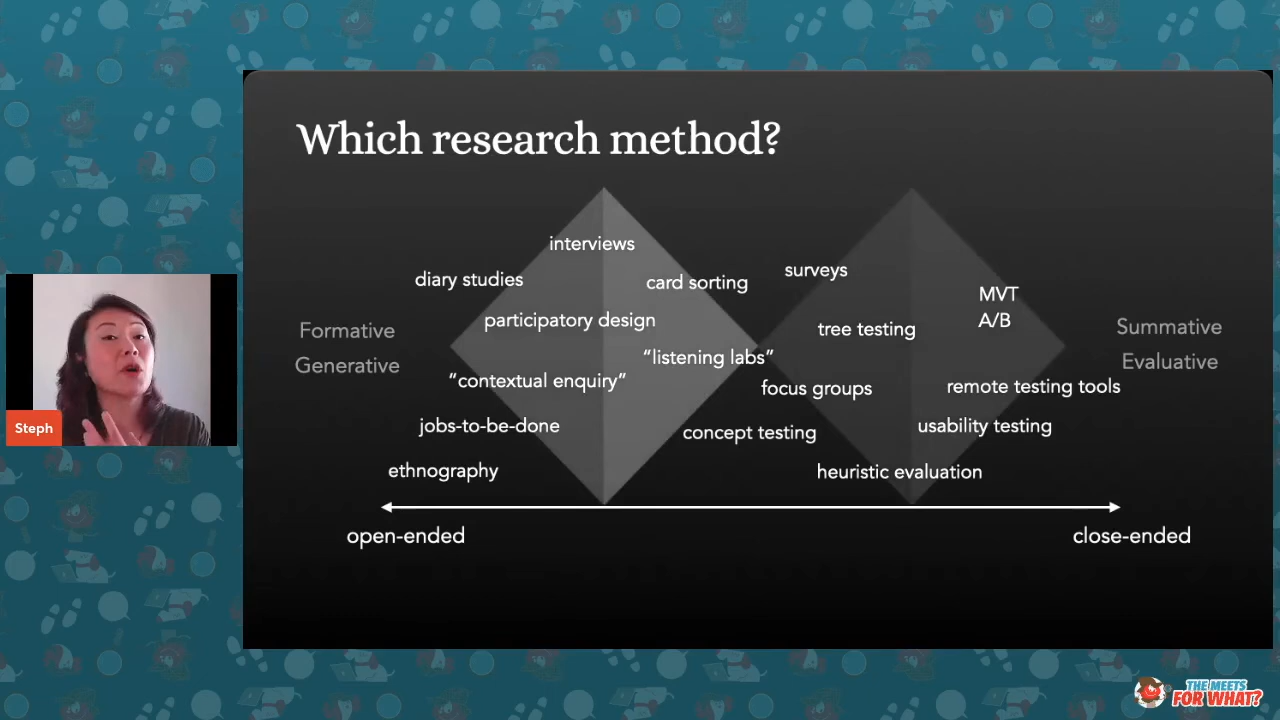 Which research method?
interviews
diary studies
card sorting
surveys
MVT
A/B
participatory design
tree testing
Formative
Generative
Summative
Evaluative
“listening labs”
“contextual enquiry”
focus groups
remote testing tools
jobs-to-be-done
concept testing
usability testing
ethnography
heuristic evaluation
open-ended
close-ended
Steph
THE MEETS
FOR WHAT?